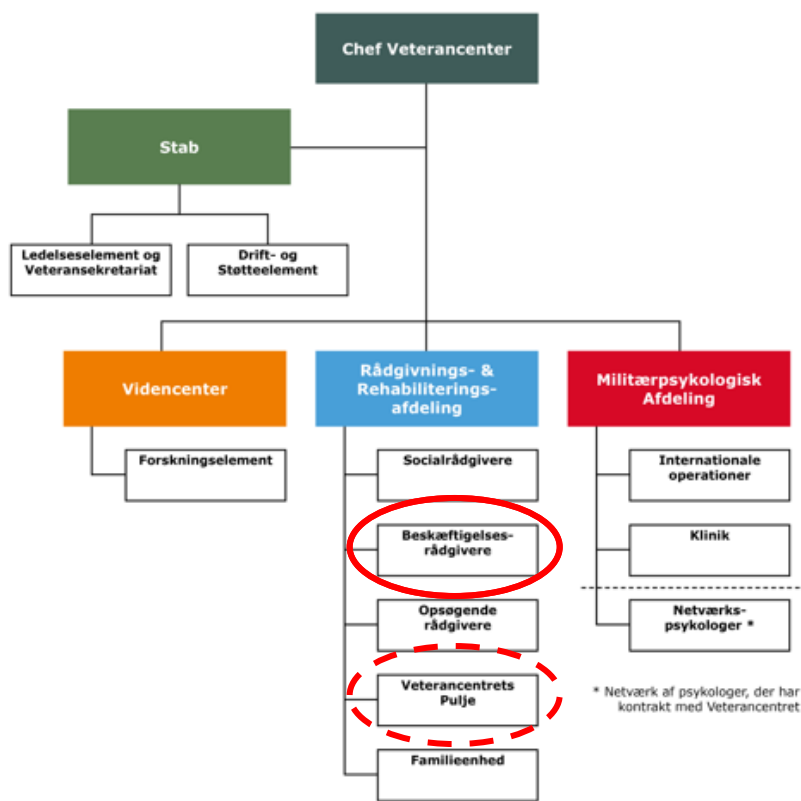 Chef Veterancenter
Stab
Ledelseselement og
Veteransekretariat
Drift- og
Støtteelement
Videncenter
Forskningselement
Rådgivnings- &
Rehabiliterings-
afdeling
Socialrådgivere
Beskæftigelses-
rådgivere
Opsøgende
rådgivere
Veterancentrets
Pulje
Familieenhed
Militærpsykologisk
Afdeling
Internationale
operationer
Klinik
Netværks-
psykologer *
* Netværk af psykologer, der har
kontrakt med Veterancentret